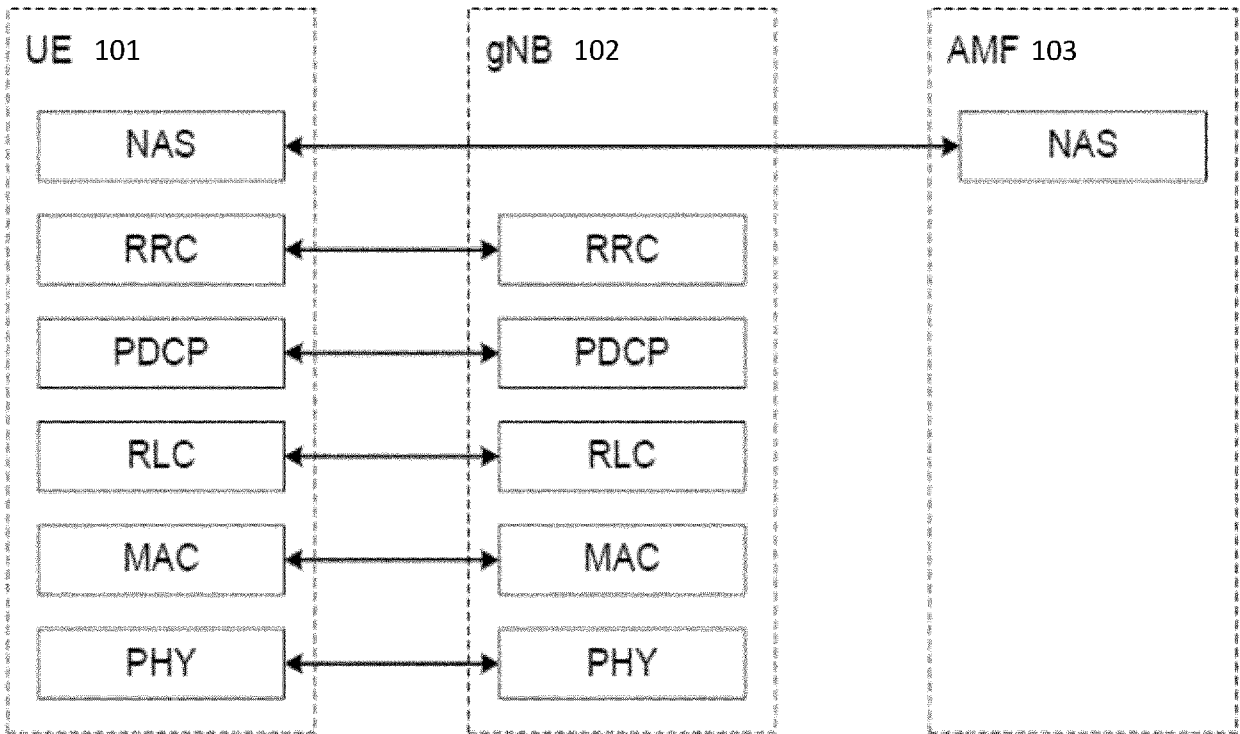 UE 101 gNB 102 AMF 103
NAS NAS
RRC RRC
PDCP PDCP
RLC RLC
MAC MAC
PHY PHY